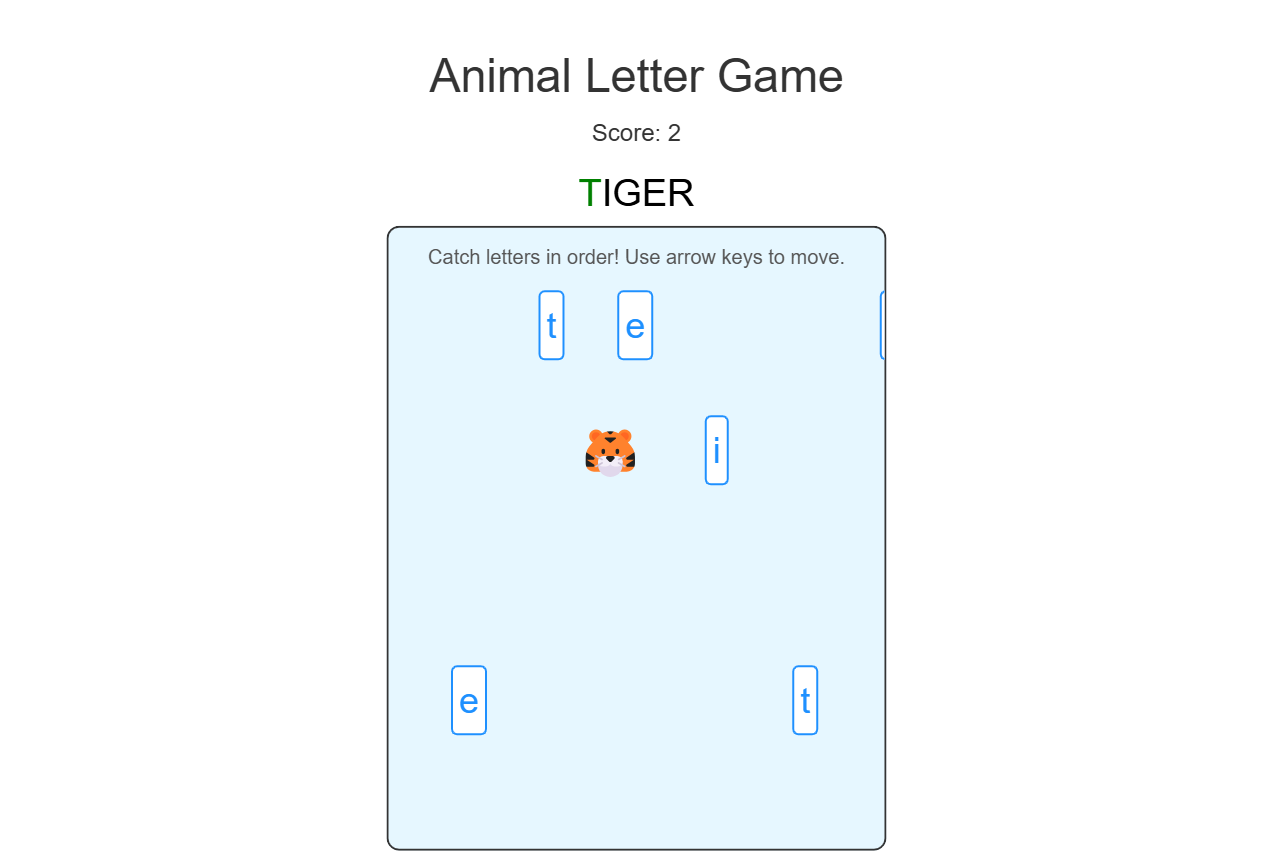 Animal Letter Game
Score: 2
TIGER
Catch letters in order! Use arrow keys to move.
t e
i
e t